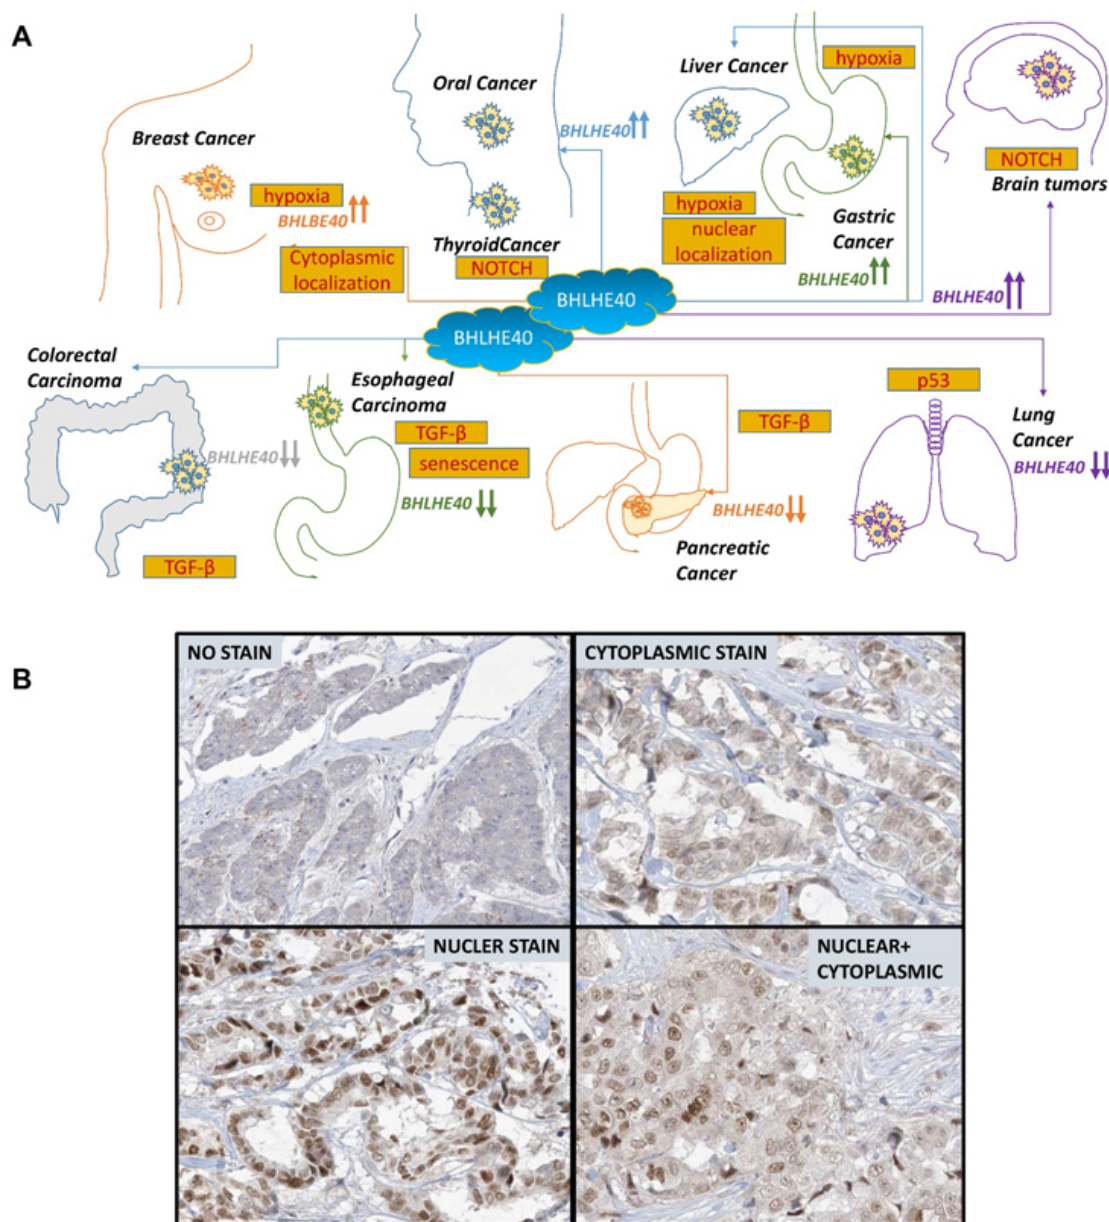 A
Oral Cancer
Liver Cancer
hypoxia
Breast Cancer
BHLHE40
hypoxia
BHLBE40
NOTCH
Brain tumors
hypoxia
nuclear
localization
Gastric
Cancer
ThyroidCancer
NOTCH
Cytoplasmic
localization
BHLHE40
BHLHE40
BHLHE40
BHLHE40
Colorectal
Carcinoma
Esophageal
Carcinoma
p53
Lung
Cancer
TGF-β
TGF-β
senescence
BHLHE40
BHLHE40
BHLHE40
BHLHE40
Pancreatic
Cancer
TGF-β
B
NO STAIN
CYTOPLASMIC STAIN
NUCLER STAIN
NUCLEAR+
CYTOPLASMIC